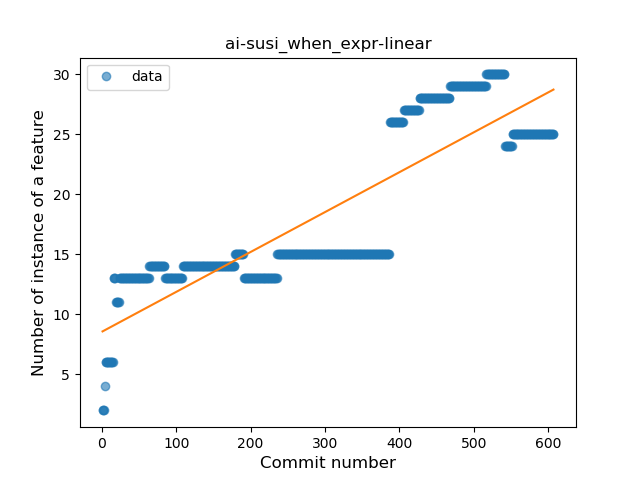 ai-susi_when_expr-linear
data
Number of instance of a feature
30
25
20
15
10
5
0 100 200 300 400 500 600
Commit number